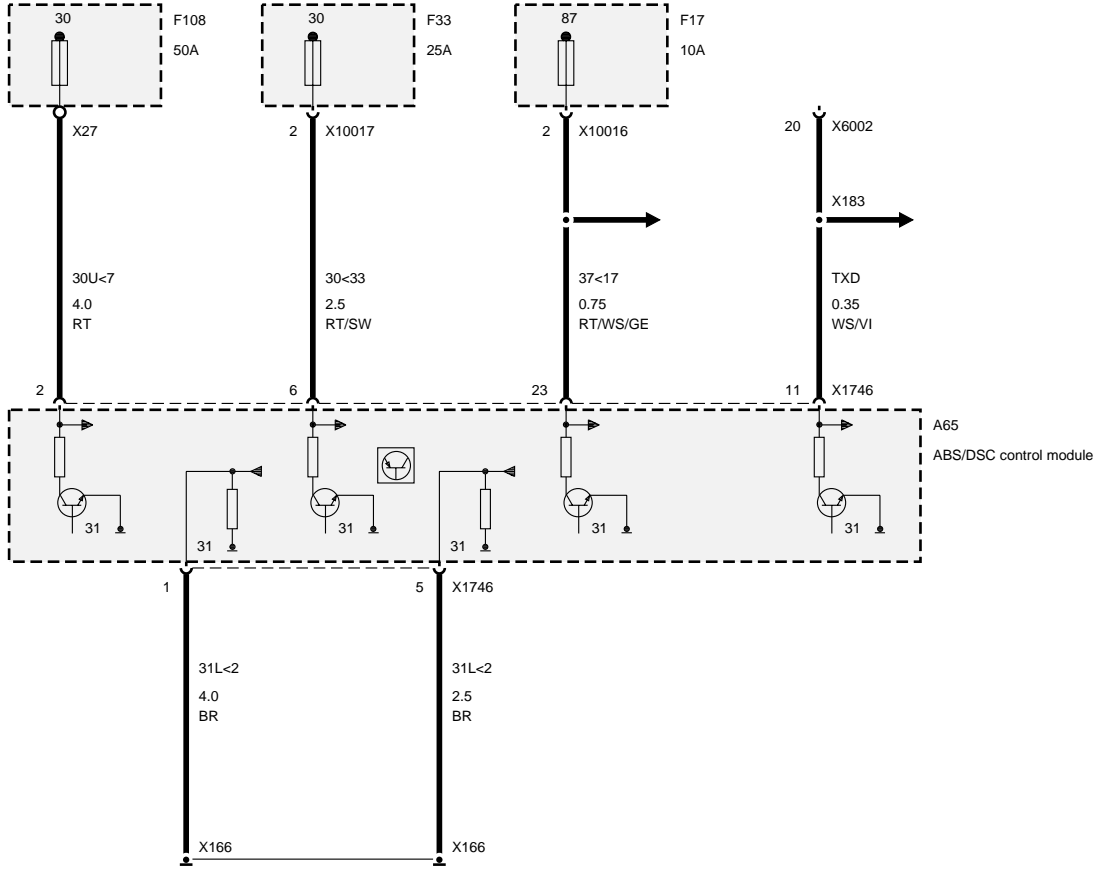 30
F108
50A
30
F33
25A
87
F17
10A
X27
2
X10017
2
X10016
20
X6002
X183
30U<7
4.0
RT
30<33
2.5
RT/SW
37<17
0.75
RT/WS/GE
TXD
0.35
WS/VI
2
6
23
11
X1746
A65
ABS/DSC control module
31
31
31
31
31
31
1
5
X1746
31L<2
4.0
BR
31L<2
2.5
BR
X166
X166